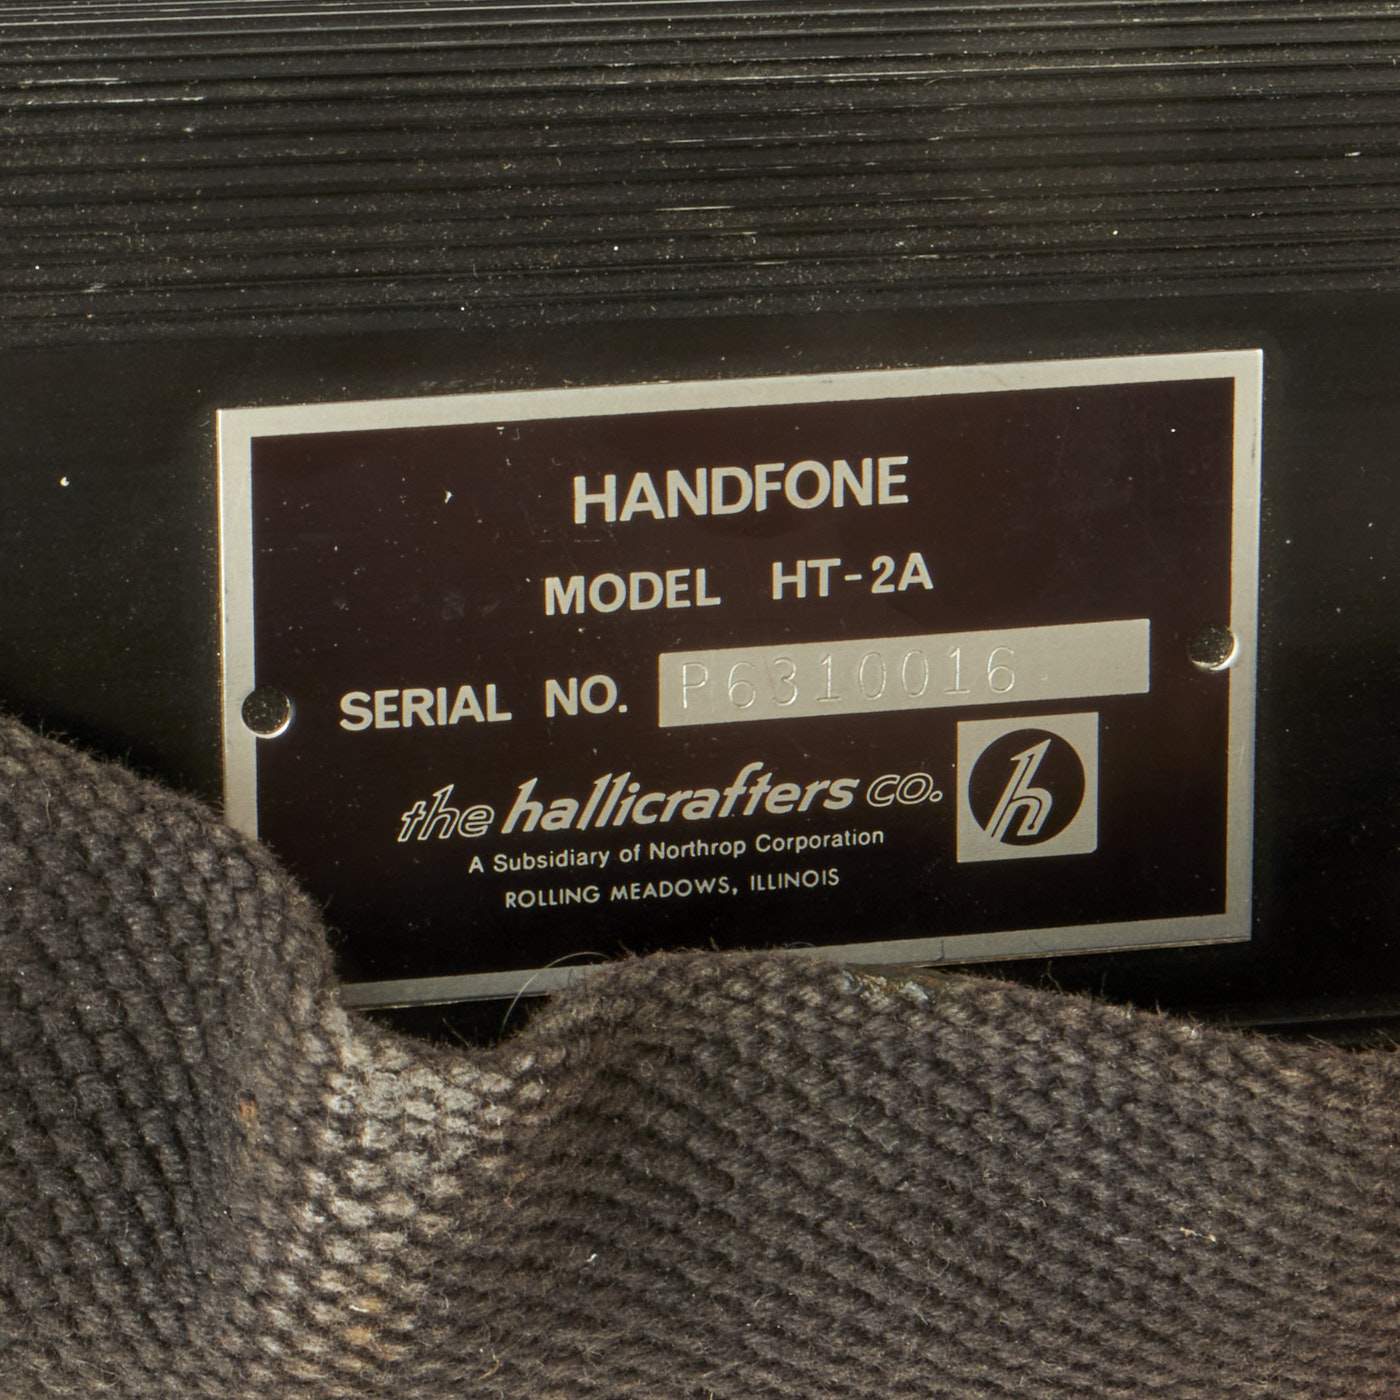 HANDFONE
MODEL HT-2A
SERIAL NO. P6310016
the hallicrafters co. h
A Subsidiary of Northrop Corporation
ROLLING MEADOWS, ILLINOIS